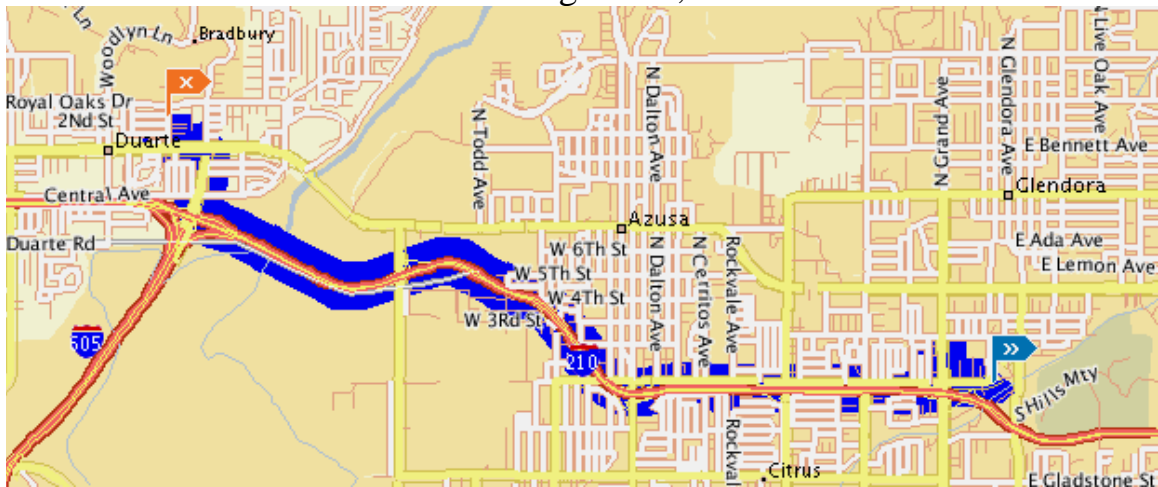 Ln
Woodlyn Ln
Bradbury
Royal Oaks Dr
2Nd St
Duarte
Central Ave
Duarte Rd
605
N Todd Ave
N Dalton Ave
N Grand Ave
N Glendora Ave
N Live Oak Ave
E Bennett Ave
Glendora
Azusa
W 6Th St
W 5Th St
W 4Th St
W 3Rd St
N Dalton Ave
N Cerritos Ave
Rockvale Ave
E Ada Ave
E Lemon Ave
210
S Hills Mty
Rockval
Citrus
E Gladstone St